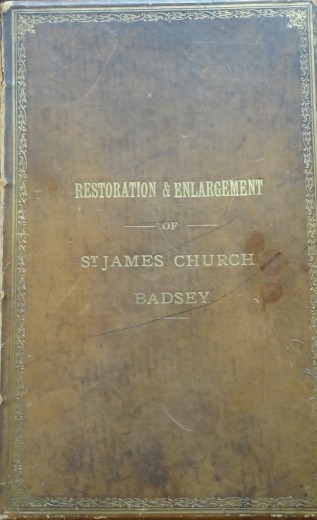 RESTORATION & ENLARGEMENT
OF
ST JAMES CHURCH
BADSEY